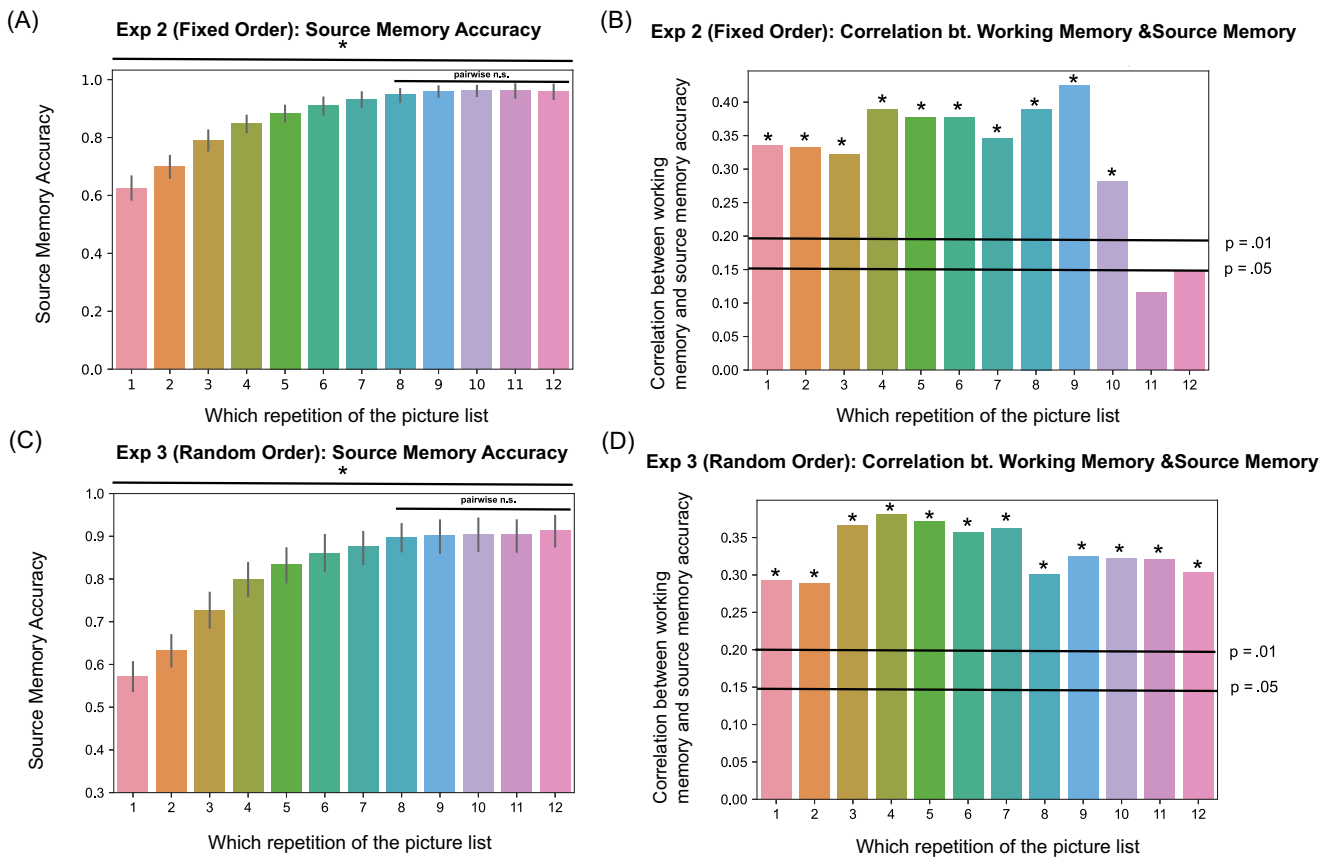 (A)
Exp 2 (Fixed Order): Source Memory Accuracy
*
pairwise n.s.
1.0
0.8
0.6
0.4
0.2
0.0
Source Memory Accuracy
1 2 3 4 5 6 7 8 9 10 11 12
Which repetition of the picture list
(B)
Exp 2 (Fixed Order): Correlation bt. Working Memory &Source Memory
0.40
0.35
0.30
0.25
0.20
0.15
0.10
0.05
0.00
Correlation between working
memory and source memory accuracy
* * * * * * * * * *
p = .01
p = .05
1 2 3 4 5 6 7 8 9 10 11 12
Which repetition of the picture list
(C)
Exp 3 (Random Order): Source Memory Accuracy
*
pairwise n.s.
1.0
0.9
0.8
0.7
0.6
0.5
0.4
0.3
Source Memory Accuracy
1 2 3 4 5 6 7 8 9 10 11 12
Which repetition of the picture list
(D)
Exp 3 (Random Order): Correlation bt. Working Memory &Source Memory
0.35
0.30
0.25
0.20
0.15
0.10
0.05
0.00
Correlation between working
memory and source memory accuracy
* * * * * * * * * * * *
p = .01
p = .05
1 2 3 4 5 6 7 8 9 10 11 12
Which repetition of the picture list